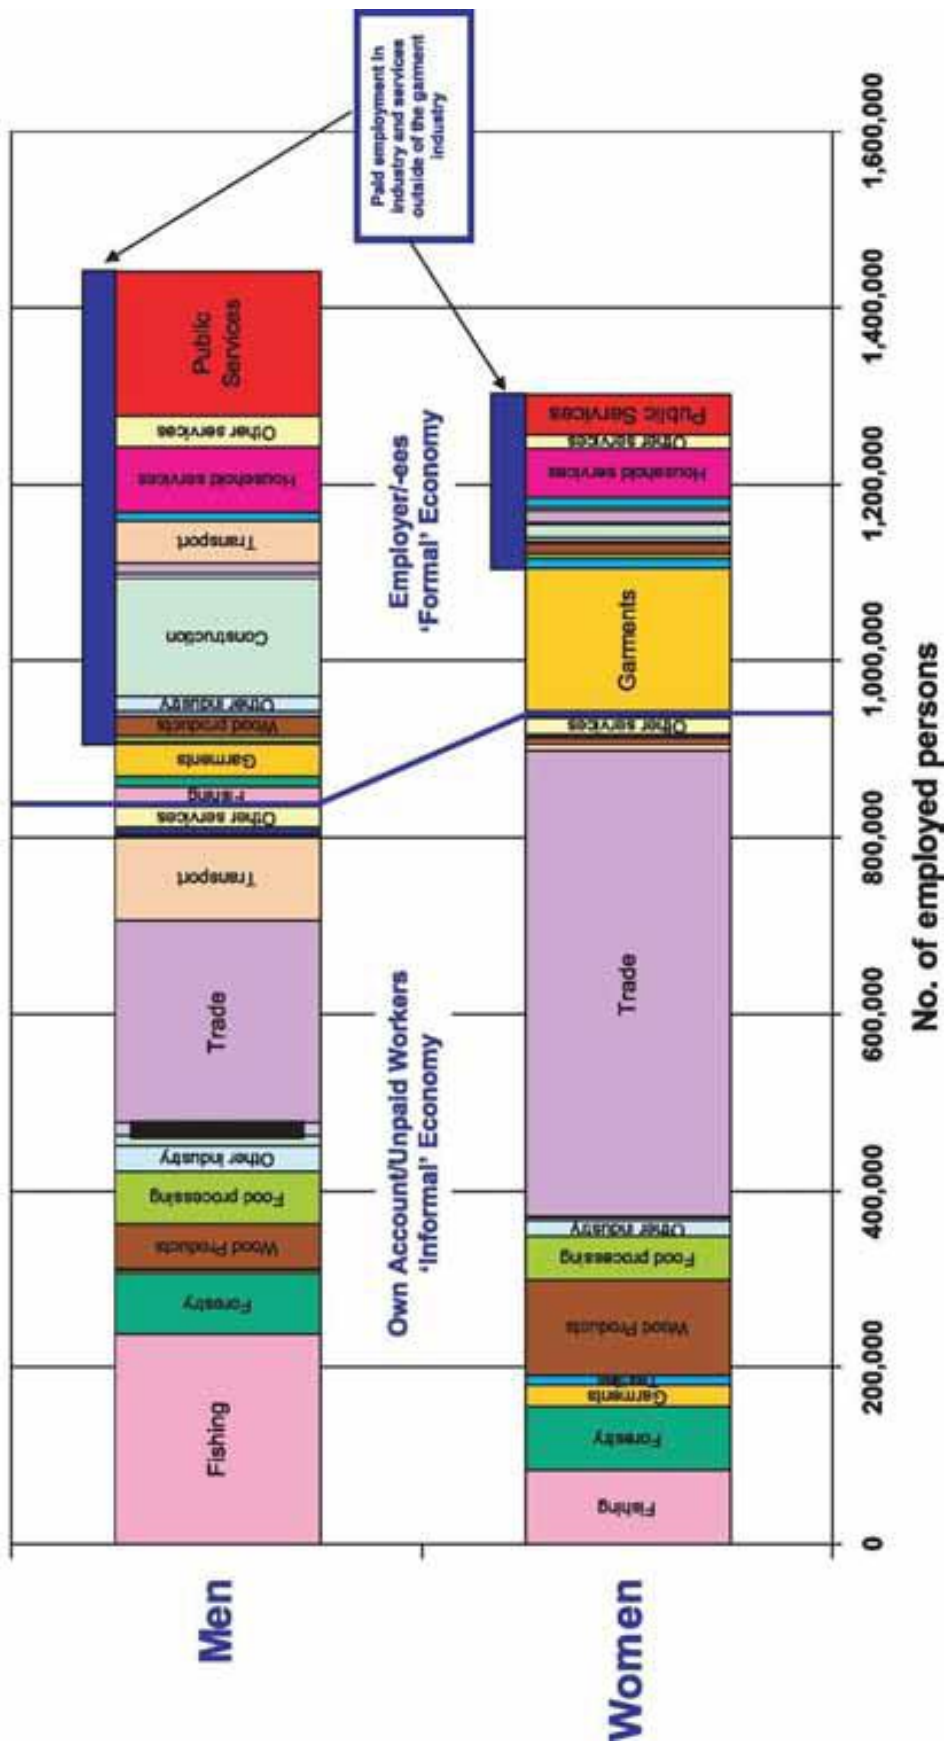 Men
Fishing
Forestry
Wood Products
Food processing
Other industry
Trade
Transport
Other services
Fishing
Garments
Wood products
Other industry
Construction
Transport
Household services
Other services
Public
Services
Own Account/Unpaid Workers
'Informal' Economy
Employer/-ees
'Formal' Economy
Paid employment in
industry and services
outside of the garment
industry
Women
Fishing
Forestry
Garments
Wood Products
Food processing
Other industry
Trade
Other services
Garments
Household services
Other services
Public Services
0
200,000
400,000
600,000
800,000
1,000,000
1,200,000
1,400,000
1,600,000
No. of employed persons